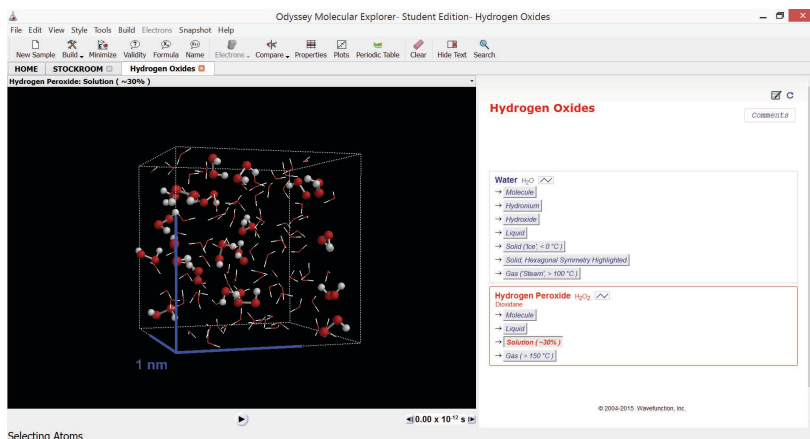 Odyssey Molecular Explorer- Student Edition- Hydrogen Oxides
File Edit View Style Tools Build Electrons Snapshot Help
New Sample Build Minimize Validity Formula Name Electrons Compare Properties Plots Periodic Table Clear Hide Text Search
HOME STOCKROOM Hydrogen Oxides
Hydrogen Peroxide: Solution ( ~30% )
1 nm
0.00 x 10⁻¹² s
Selecting Atoms
Hydrogen Oxides
Comments
Water H₂O
→ Molecule
→ Hydronium
→ Hydroxide
→ Liquid
→ Solid ('Ice', < 0 °C )
→ Solid, Hexagonal Symmetry Highlighted
→ Gas ('Steam', > 100 °C )
Hydrogen Peroxide H₂O₂
Dioxidane
→ Molecule
→ Liquid
→ Solution ( ~30% )
→ Gas ( > 150 °C )
© 2004-2015 Wavefunction, Inc.